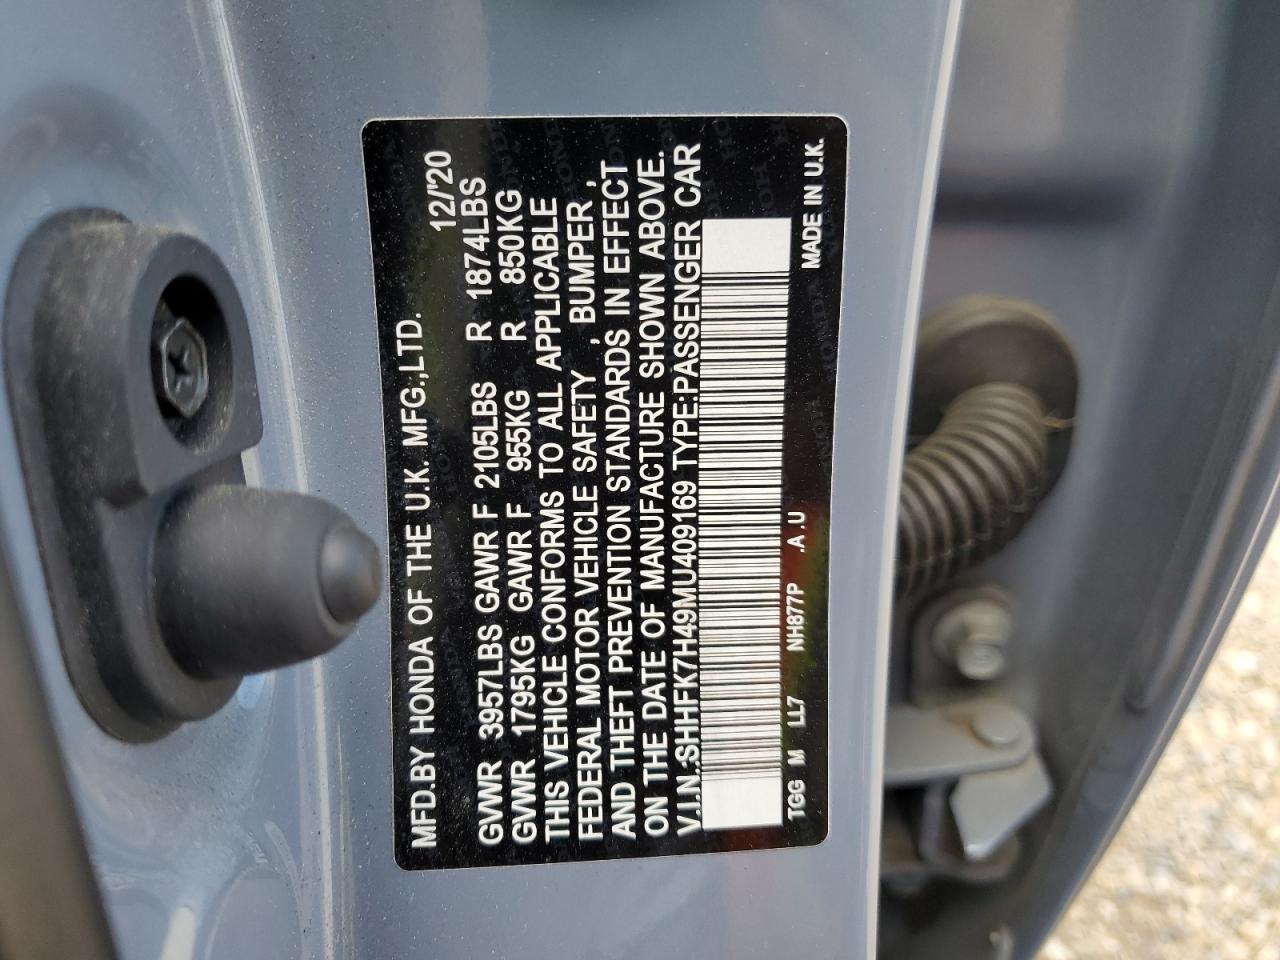 MFD.BY HONDA OF THE U.K. MFG.,LTD. 12/'20
GVWR 3957LBS GAWR F 2105LBS R 1874LBS
GVWR 1795KG GAWR F 955KG R 850KG
THIS VEHICLE CONFORMS TO ALL APPLICABLE
FEDERAL MOTOR VEHICLE SAFETY , BUMPER ,
AND THEFT PREVENTION STANDARDS IN EFFECT
ON THE DATE OF MANUFACTURE SHOWN ABOVE.
V.I.N.:SHHFK7H49MU409169 TYPE:PASSENGER CAR
TGG M LL7 NH877P .A .U MADE IN U.K.